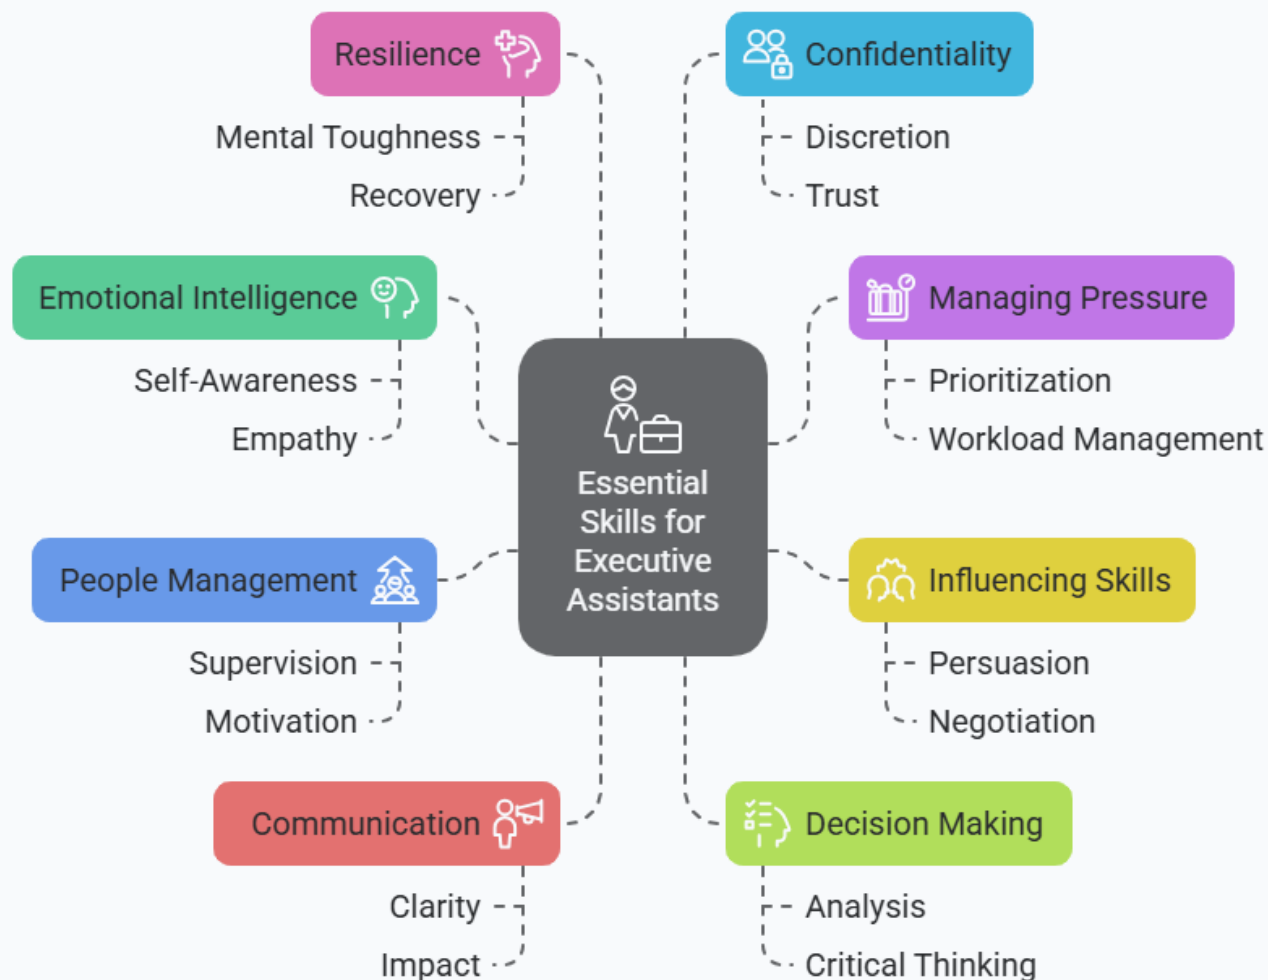 Resilience
Mental Toughness
Recovery
Confidentiality
Discretion
Trust
Emotional Intelligence
Self-Awareness
Empathy
Managing Pressure
Prioritization
Workload Management
Essential
Skills for
Executive
Assistants
People Management
Supervision
Motivation
Influencing Skills
Persuasion
Negotiation
Communication
Clarity
Impact
Decision Making
Analysis
Critical Thinking